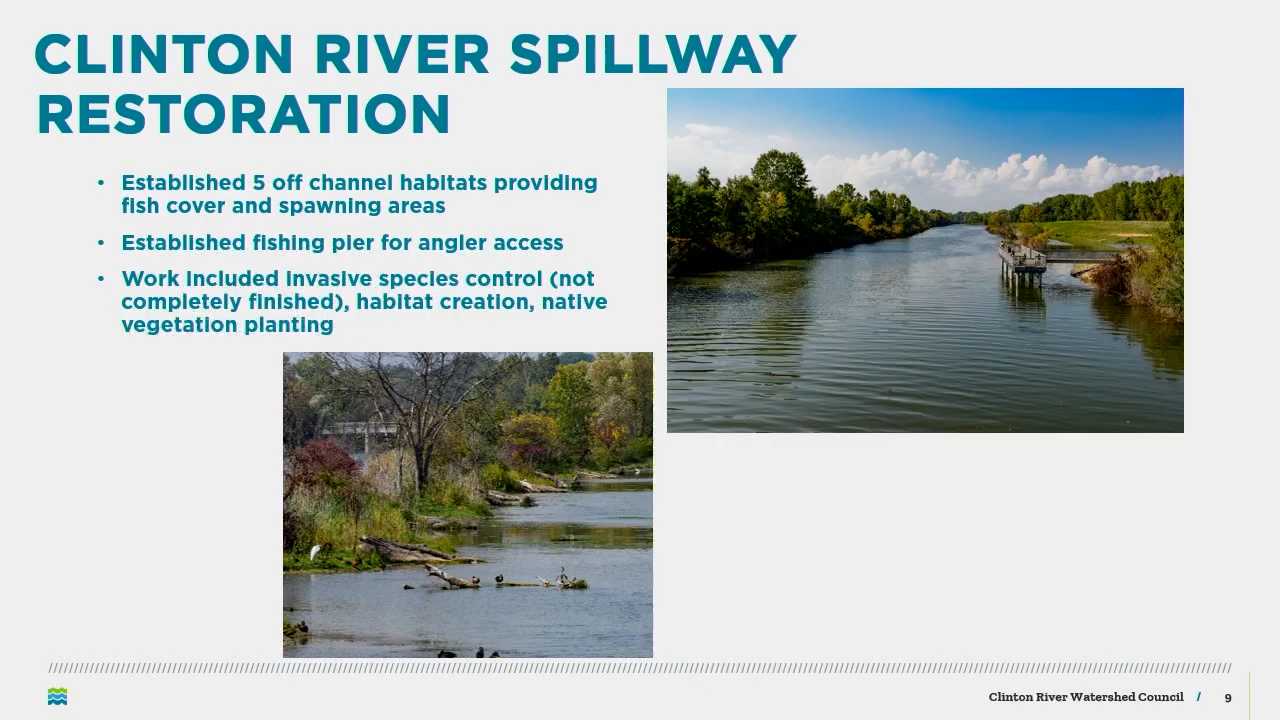 CLINTON RIVER SPILLWAY
RESTORATION
• Established 5 off channel habitats providing
fish cover and spawning areas
• Established fishing pier for angler access
• Work included invasive species control (not
completely finished), habitat creation, native
vegetation planting
Clinton River Watershed Council / 9